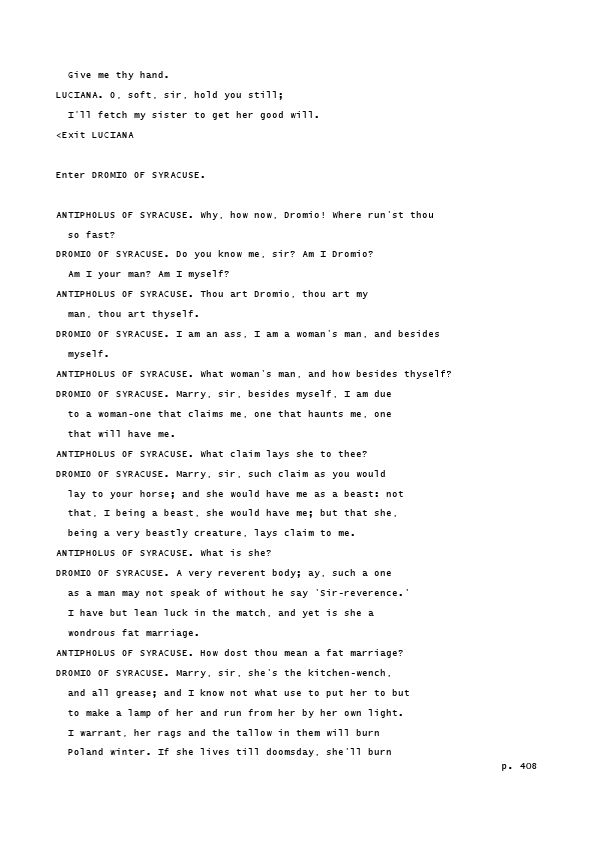 Give me thy hand.
LUCIANA. O, soft, sir, hold you still;
I'll fetch my sister to get her good will.
<Exit LUCIANA
Enter DROMIO OF SYRACUSE.
ANTIPHOLUS OF SYRACUSE. Why, how now, Dromio! Where run'st thou
so fast?
DROMIO OF SYRACUSE. Do you know me, sir? Am I Dromio?
Am I your man? Am I myself?
ANTIPHOLUS OF SYRACUSE. Thou art Dromio, thou art my
man, thou art thyself.
DROMIO OF SYRACUSE. I am an ass, I am a woman's man, and besides
myself.
ANTIPHOLUS OF SYRACUSE. What woman's man, and how besides thyself?
DROMIO OF SYRACUSE. Marry, sir, besides myself, I am due
to a woman-one that claims me, one that haunts me, one
that will have me.
ANTIPHOLUS OF SYRACUSE. What claim lays she to thee?
DROMIO OF SYRACUSE. Marry, sir, such claim as you would
lay to your horse; and she would have me as a beast: not
that, I being a beast, she would have me; but that she,
being a very beastly creature, lays claim to me.
ANTIPHOLUS OF SYRACUSE. What is she?
DROMIO OF SYRACUSE. A very reverent body; ay, such a one
as a man may not speak of without he say 'Sir-reverence.'
I have but lean luck in the match, and yet is she a
wondrous fat marriage.
ANTIPHOLUS OF SYRACUSE. How dost thou mean a fat marriage?
DROMIO OF SYRACUSE. Marry, sir, she's the kitchen-wench,
and all grease; and I know not what use to put her to but
to make a lamp of her and run from her by her own light.
I warrant, her rags and the tallow in them will burn
Poland winter. If she lives till doomsday, she'll burn
p. 408